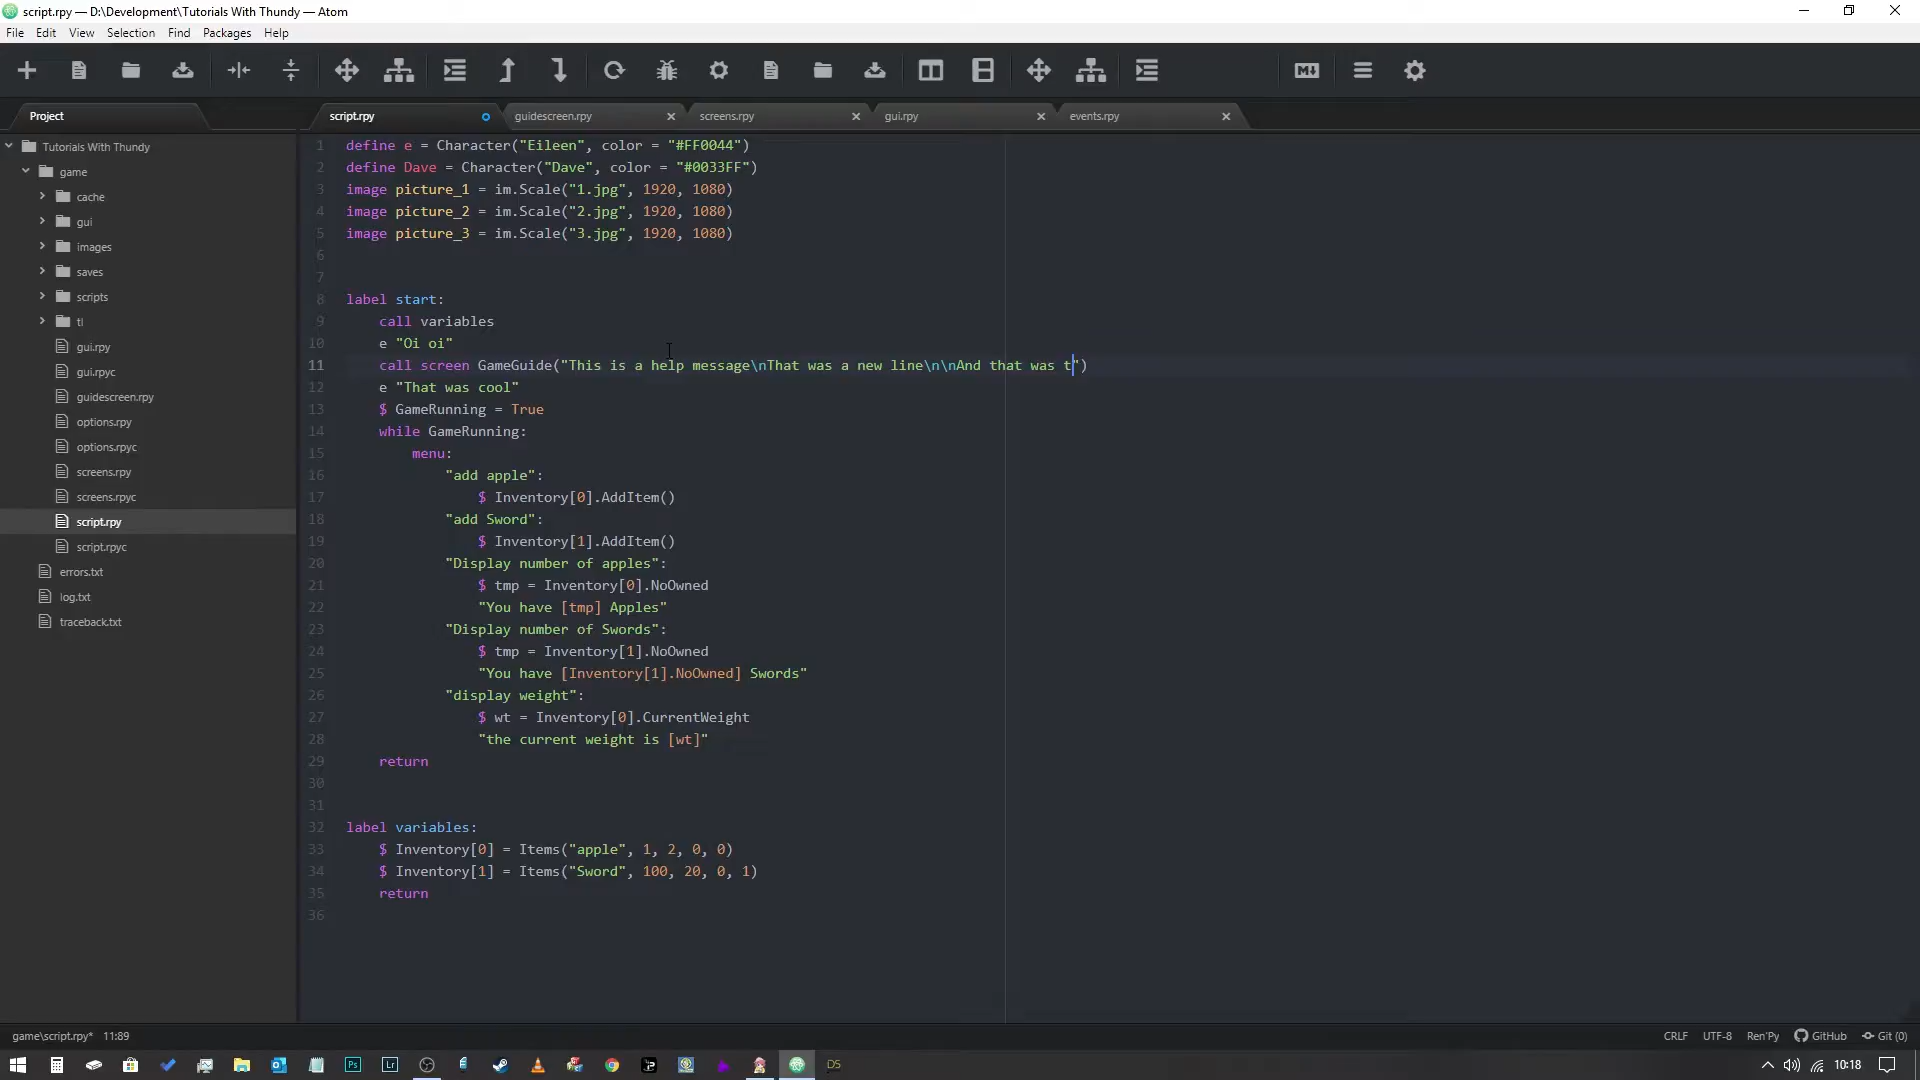 script.rpy — D:\Development\Tutorials With Thundy — Atom
File Edit View Selection Find Packages Help
Project
script.rpy guidescreen.rpy screens.rpy gui.rpy events.rpy
Tutorials With Thundy
game
cache
gui
images
saves
scripts
tl
gui.rpy
gui.rpyc
guidescreen.rpy
options.rpy
options.rpyc
screens.rpy
screens.rpyc
script.rpy
script.rpyc
errors.txt
log.txt
traceback.txt
1 define e = Character("Eileen", color = "#FF0044")
2 define Dave = Character("Dave", color = "#0033FF")
3 image picture_1 = im.Scale("1.jpg", 1920, 1080)
4 image picture_2 = im.Scale("2.jpg", 1920, 1080)
5 image picture_3 = im.Scale("3.jpg", 1920, 1080)
6
7
8 label start:
9 call variables
10 e "Oi oi"
11 call screen GameGuide("This is a help message\nThat was a new line\n\nAnd that was t")
12 e "That was cool"
13 $ GameRunning = True
14 while GameRunning:
15 menu:
16 "add apple":
17 $ Inventory[0].AddItem()
18 "add Sword":
19 $ Inventory[1].AddItem()
20 "Display number of apples":
21 $ tmp = Inventory[0].NoOwned
22 "You have [tmp] Apples"
23 "Display number of Swords":
24 $ tmp = Inventory[1].NoOwned
25 "You have [Inventory[1].NoOwned] Swords"
26 "display weight":
27 $ wt = Inventory[0].CurrentWeight
28 "the current weight is [wt]"
29 return
30
31
32 label variables:
33 $ Inventory[0] = Items("apple", 1, 2, 0, 0)
34 $ Inventory[1] = Items("Sword", 100, 20, 0, 1)
35 return
36
game\script.rpy* 11:89 CRLF UTF-8 Ren'Py GitHub Git (0)
Ps Lr DS 10:18